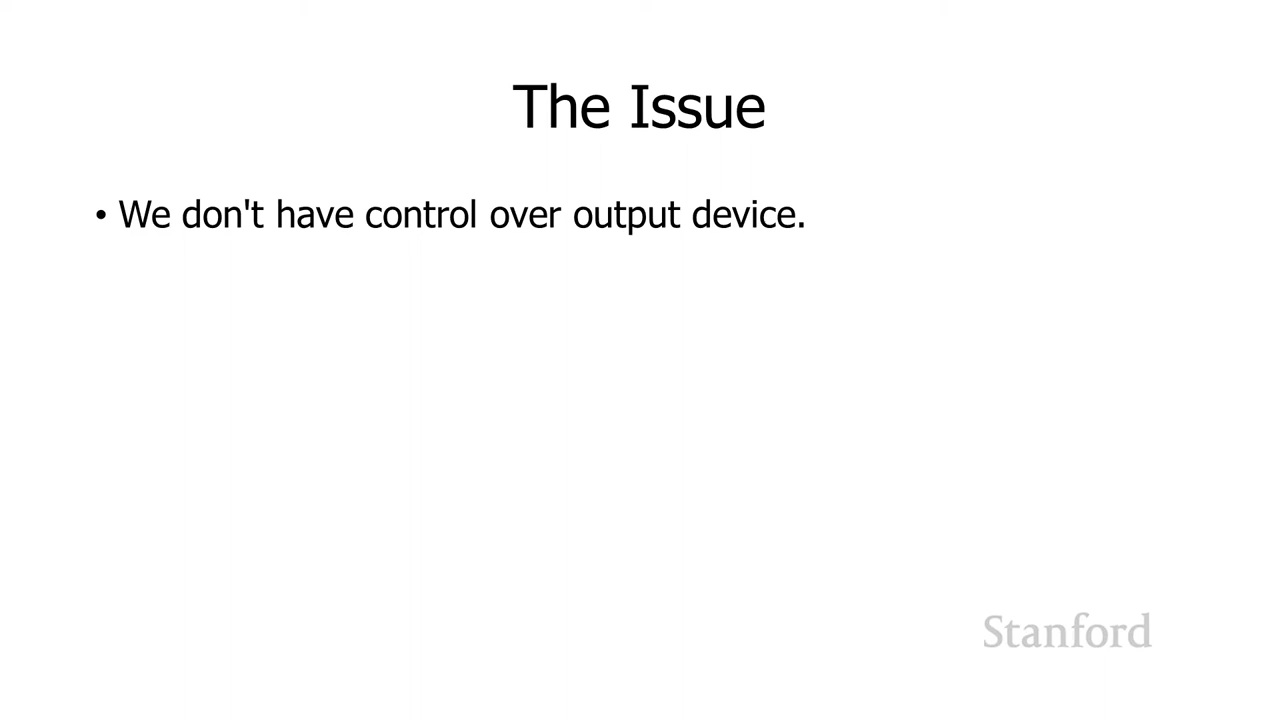 The Issue
• We don't have control over output device.
Stanford